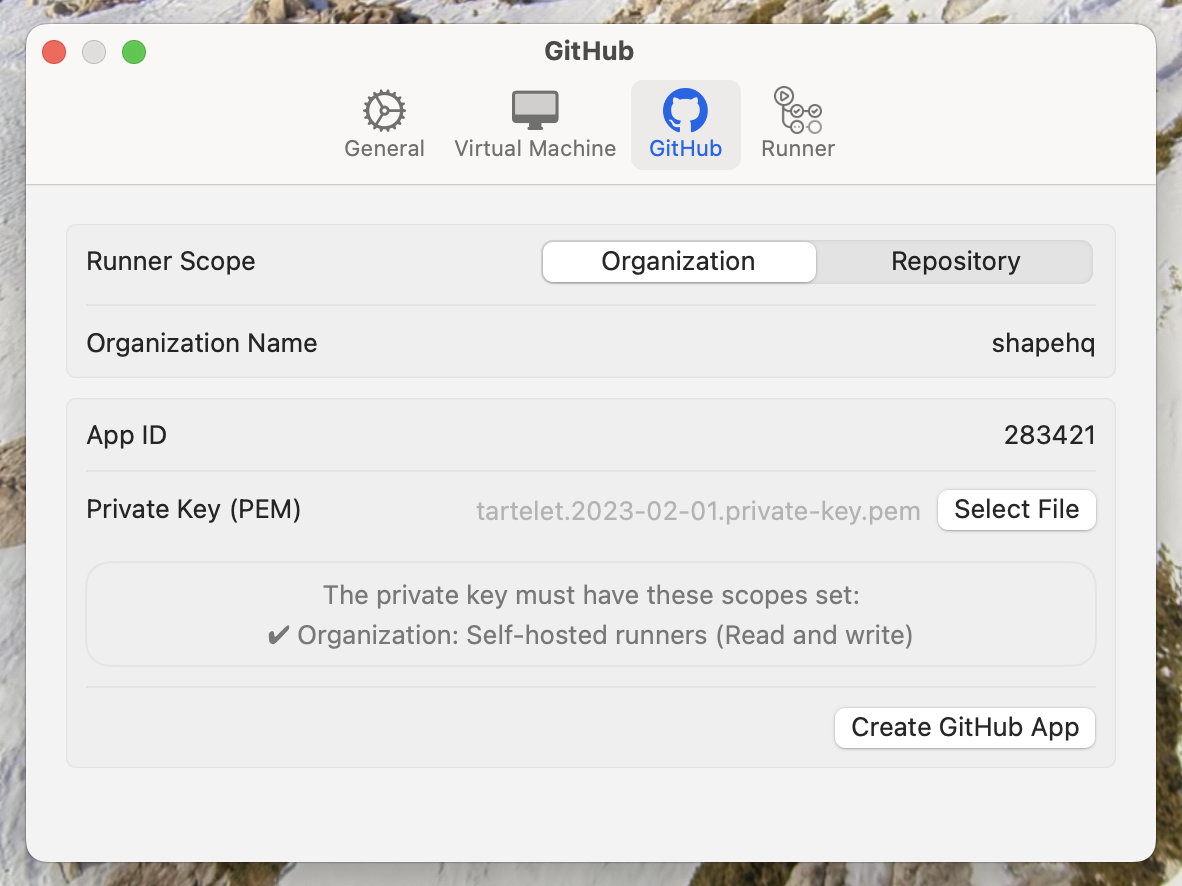 GitHub
General
Virtual Machine
GitHub
Runner
Runner Scope
Organization
Repository
Organization Name
shapehq
App ID
283421
Private Key (PEM)
tartelet.2023-02-01.private-key.pem
Select File
The private key must have these scopes set:
✔ Organization: Self-hosted runners (Read and write)
Create GitHub App